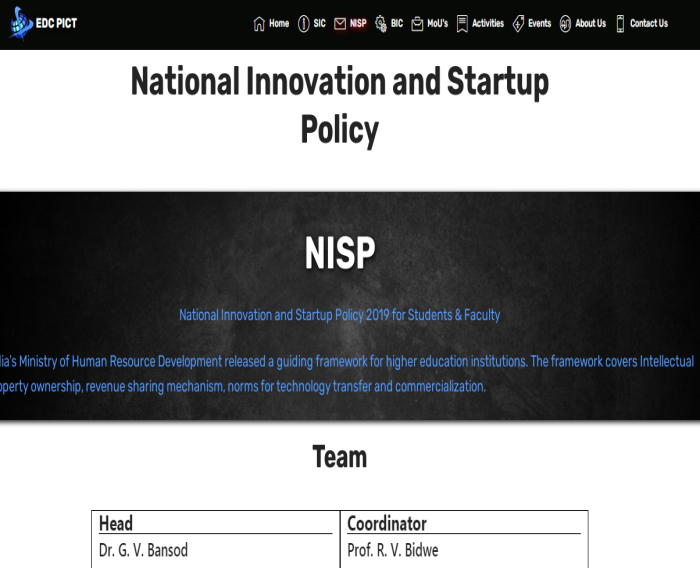 EDC PICT
Home SIC NISP BIC MoU's Activities Events About Us Contact Us
National Innovation and Startup
Policy
NISP
National Innovation and Startup Policy 2019 for Students & Faculty
Ministry of Human Resource Development released a guiding framework for higher education institutions. The framework covers Intellectual
ownership, revenue sharing mechanism, norms for technology transfer and commercialization.
Team
Head Coordinator
Dr. G. V. Bansod Prof. R. V. Bidwe